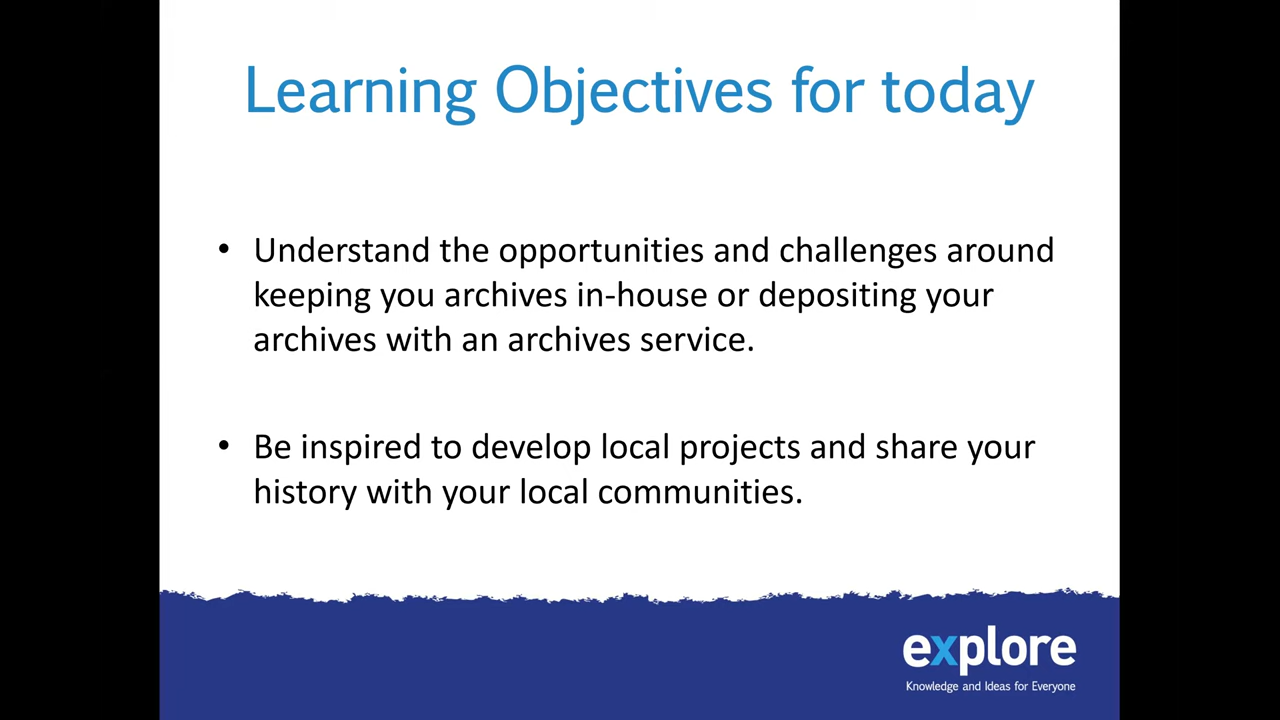 Learning Objectives for today
• Understand the opportunities and challenges around
keeping you archives in-house or depositing your
archives with an archives service.
• Be inspired to develop local projects and share your
history with your local communities.
explore
Knowledge and Ideas for Everyone